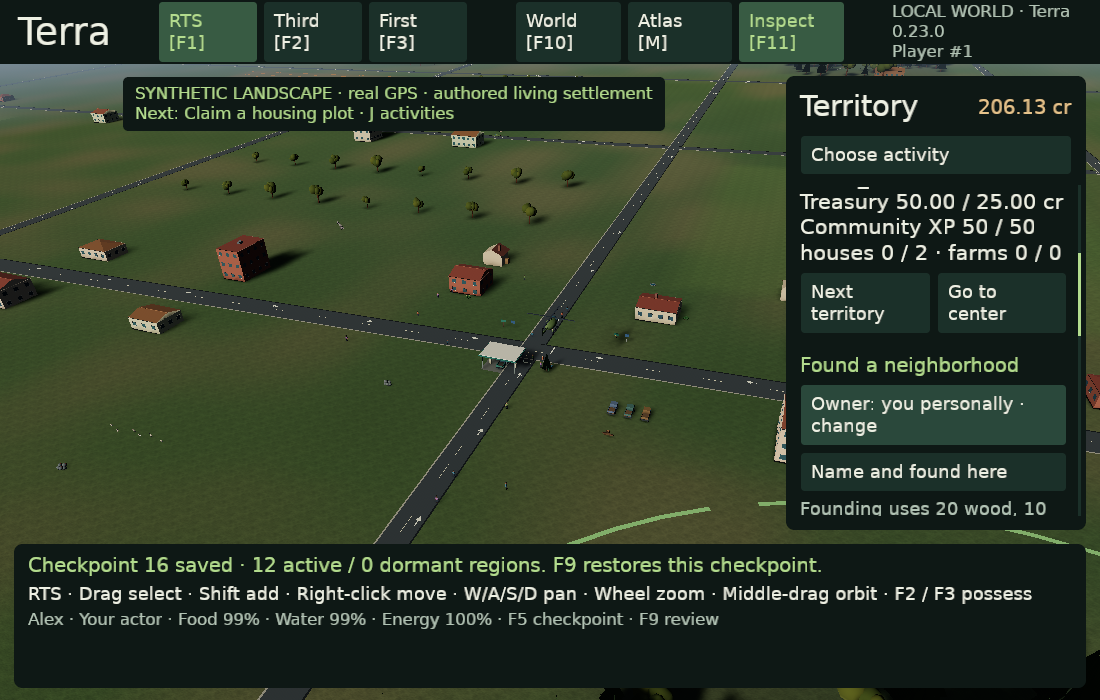 Terra
RTS
[F1]
Third
[F2]
First
[F3]
World
[F10]
Atlas
[M]
Inspect
[F11]
LOCAL WORLD · Terra
0.23.0
Player #1
SYNTHETIC LANDSCAPE · real GPS · authored living settlement
Next: Claim a housing plot · J activities
Territory
206.13 cr
Choose activity
Treasury 50.00 / 25.00 cr
Community XP 50 / 50
houses 0 / 2 · farms 0 / 0
Next
territory
Go to
center
Found a neighborhood
Owner: you personally ·
change
Name and found here
Founding uses 20 wood, 10
Checkpoint 16 saved · 12 active / 0 dormant regions. F9 restores this checkpoint.
RTS · Drag select · Shift add · Right-click move · W/A/S/D pan · Wheel zoom · Middle-drag orbit · F2 / F3 possess
Alex · Your actor · Food 99% · Water 99% · Energy 100% · F5 checkpoint · F9 review